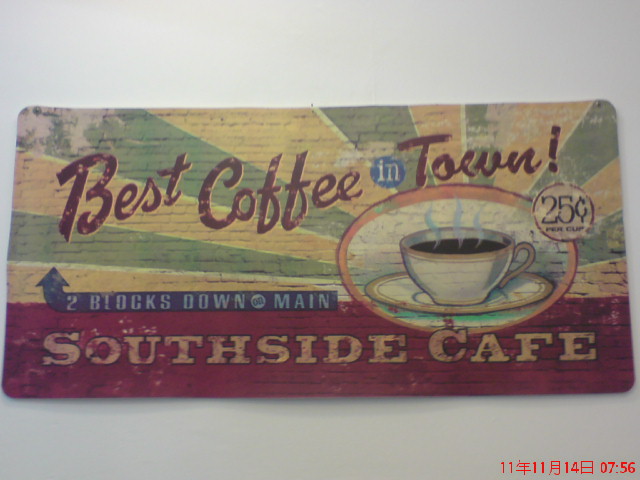 Best Coffee in Town!
25¢
PER CUP
2 BLOCKS DOWN on MAIN
SOUTHSIDE CAFE
11年11月14日 07:56